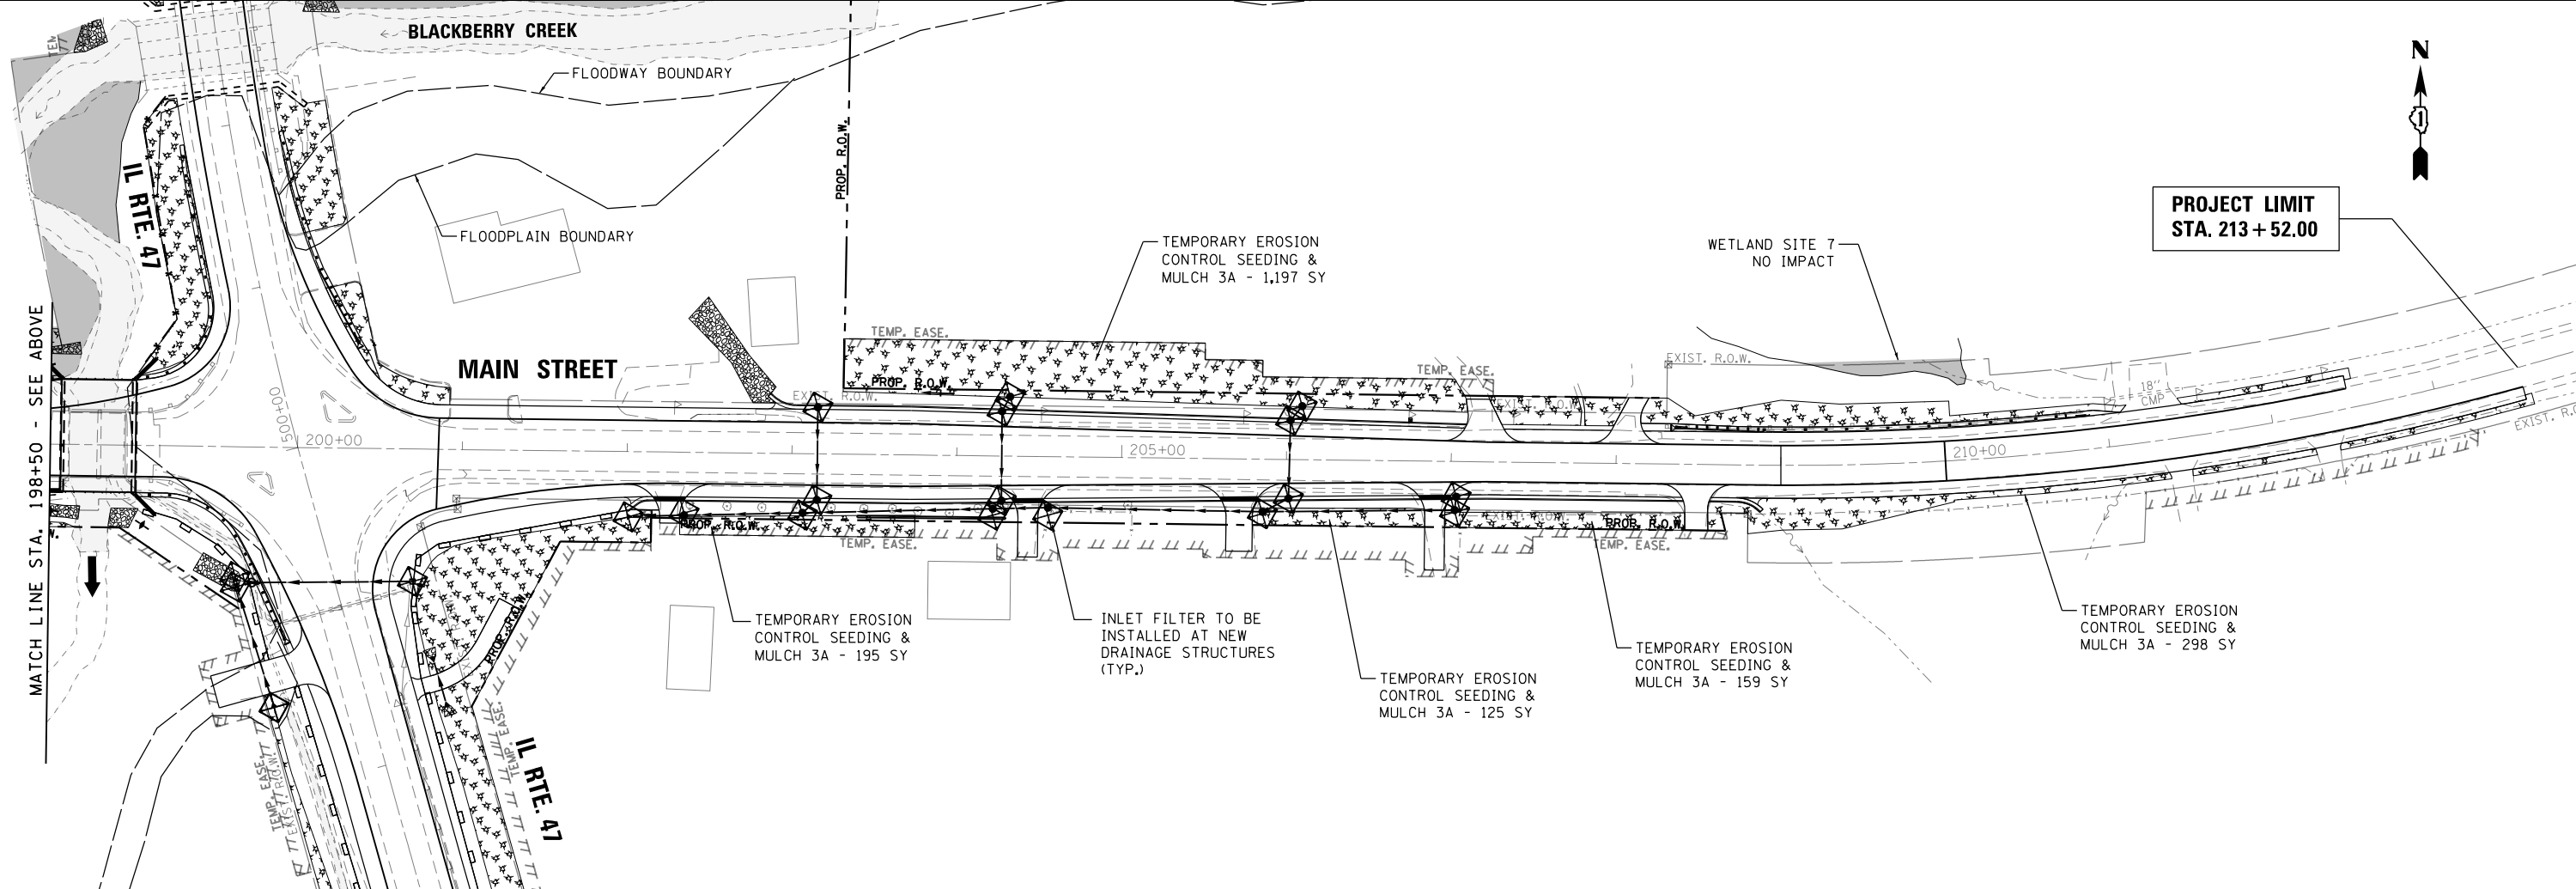 BLACKBERRY CREEK
FLOODWAY BOUNDARY
N
1
PROP. R.O.W.
IL RTE. 47
PROJECT LIMIT
STA. 213+52.00
FLOODPLAIN BOUNDARY
TEMPORARY EROSION
CONTROL SEEDING &
MULCH 3A - 1,197 SY
WETLAND SITE 7
NO IMPACT
MATCH LINE STA. 198+50 - SEE ABOVE
TEMP. EASE.
MAIN STREET
EXIST. R.O.W.
TEMP. EASE.
PROP. R.O.W.
EXIST. R.O.W.
18"
CMP
EXIST. R.O.
500+00
200+00
205+00
210+00
PROP. R.O.W.
TEMP. EASE.
PROP. R.O.W.
TEMP. EASE.
PROP. R.O.W.
TEMPORARY EROSION
CONTROL SEEDING &
MULCH 3A - 195 SY
INLET FILTER TO BE
INSTALLED AT NEW
DRAINAGE STRUCTURES
(TYP.)
TEMPORARY EROSION
CONTROL SEEDING &
MULCH 3A - 125 SY
TEMPORARY EROSION
CONTROL SEEDING &
MULCH 3A - 159 SY
TEMPORARY EROSION
CONTROL SEEDING &
MULCH 3A - 298 SY
TEMP. EASE.
EXIST. R.O.W.
TEMP. EASE.
IL RTE. 47